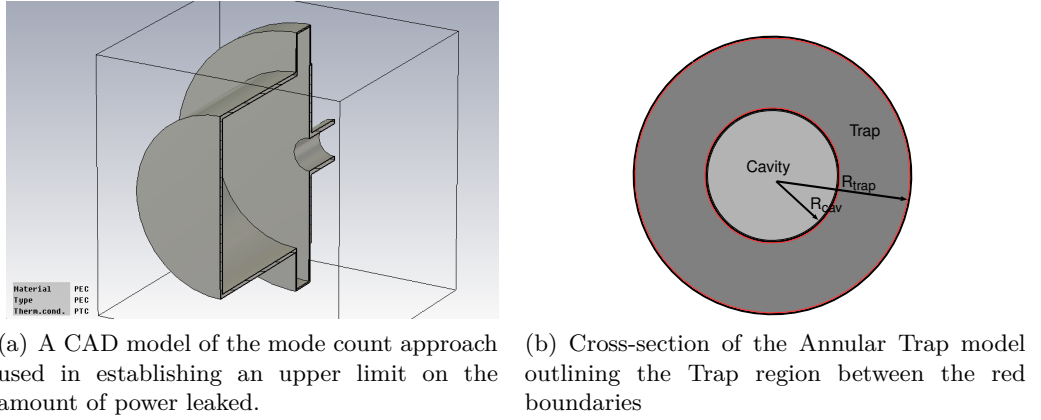 Material PEC
Type PEC
Therm.cond. PTC
Trap
Cavity
Rtrap
Rcav
(a) A CAD model of the mode count approach
used in establishing an upper limit on the
amount of power leaked.
(b) Cross-section of the Annular Trap model
outlining the Trap region between the red
boundaries